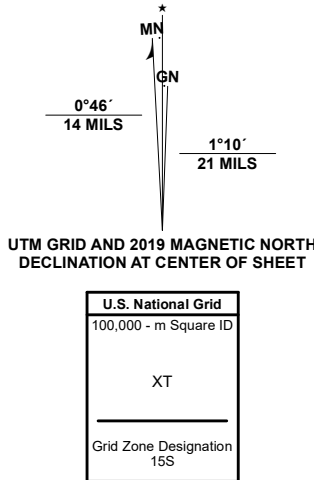 ★
MN
GN
0°46´
14 MILS
1°10´
21 MILS
UTM GRID AND 2019 MAGNETIC NORTH
DECLINATION AT CENTER OF SHEET
U.S. National Grid
100,000 - m Square ID
XT
Grid Zone Designation
15S